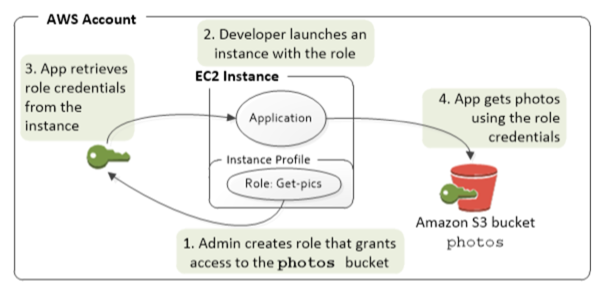 AWS Account
2. Developer launches an
instance with the role
3. App retrieves
role credentials
from the
instance
EC2 Instance
Application
4. App gets photos
using the role
credentials
Instance Profile
Role: Get-pics
Amazon S3 bucket
photos
1. Admin creates role that grants
access to the photos bucket